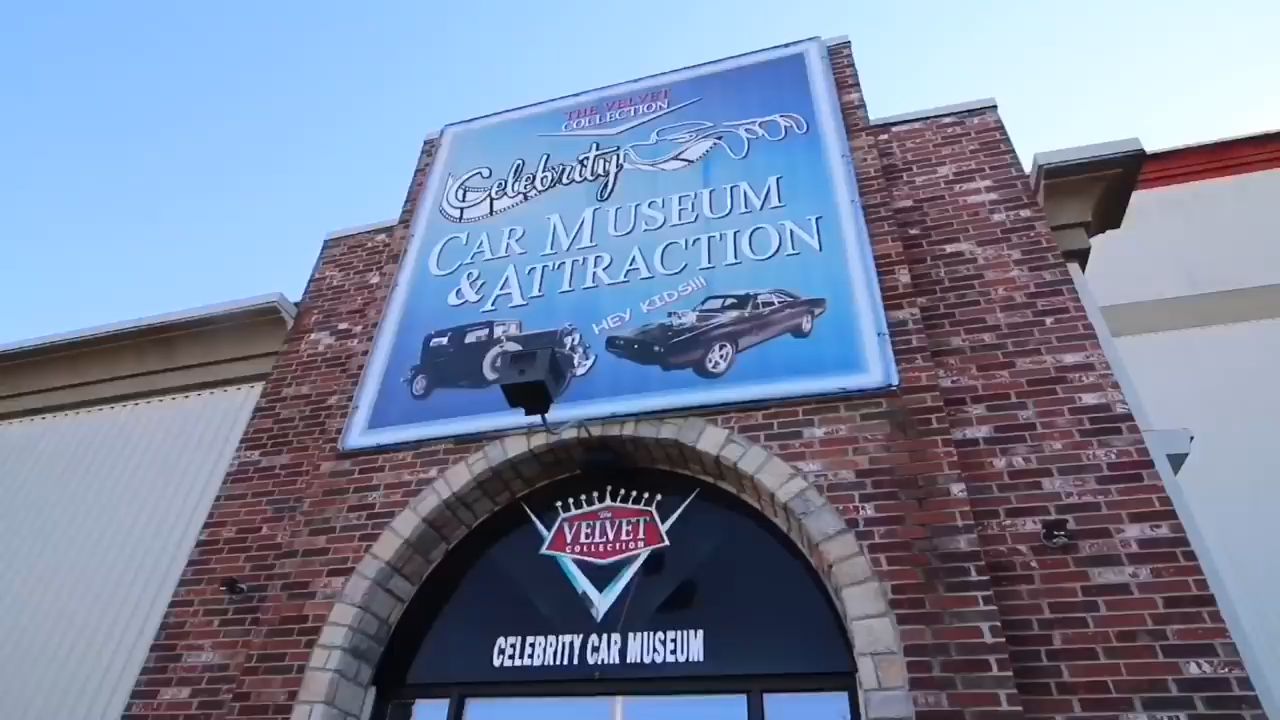 THE VELVET
COLLECTION
Celebrity
CAR MUSEUM
& ATTRACTION
HEY KIDS!!!
The
VELVET
COLLECTION
CELEBRITY CAR MUSEUM